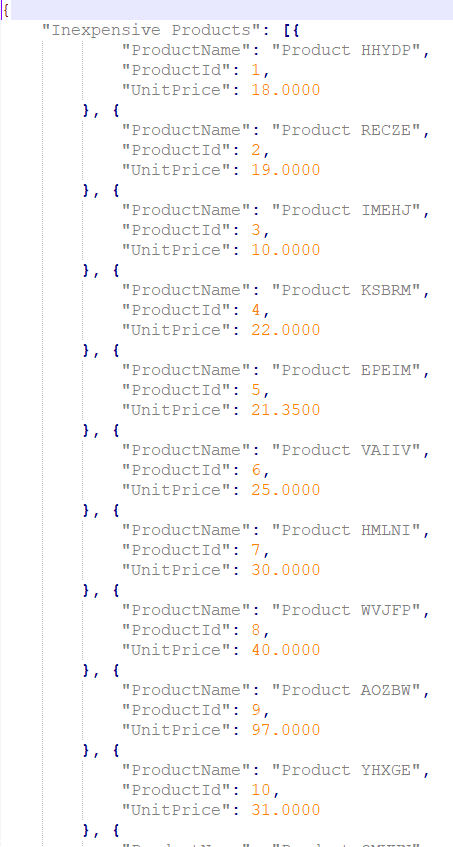 {
"Inexpensive Products": [{
"ProductName": "Product HHYDP",
"ProductId": 1,
"UnitPrice": 18.0000
}, {
"ProductName": "Product RECZE",
"ProductId": 2,
"UnitPrice": 19.0000
}, {
"ProductName": "Product IMEHJ",
"ProductId": 3,
"UnitPrice": 10.0000
}, {
"ProductName": "Product KSBRM",
"ProductId": 4,
"UnitPrice": 22.0000
}, {
"ProductName": "Product EPEIM",
"ProductId": 5,
"UnitPrice": 21.3500
}, {
"ProductName": "Product VAIIV",
"ProductId": 6,
"UnitPrice": 25.0000
}, {
"ProductName": "Product HMLNI",
"ProductId": 7,
"UnitPrice": 30.0000
}, {
"ProductName": "Product WVJFP",
"ProductId": 8,
"UnitPrice": 40.0000
}, {
"ProductName": "Product AOZBW",
"ProductId": 9,
"UnitPrice": 97.0000
}, {
"ProductName": "Product YHXGE",
"ProductId": 10,
"UnitPrice": 31.0000
}, {